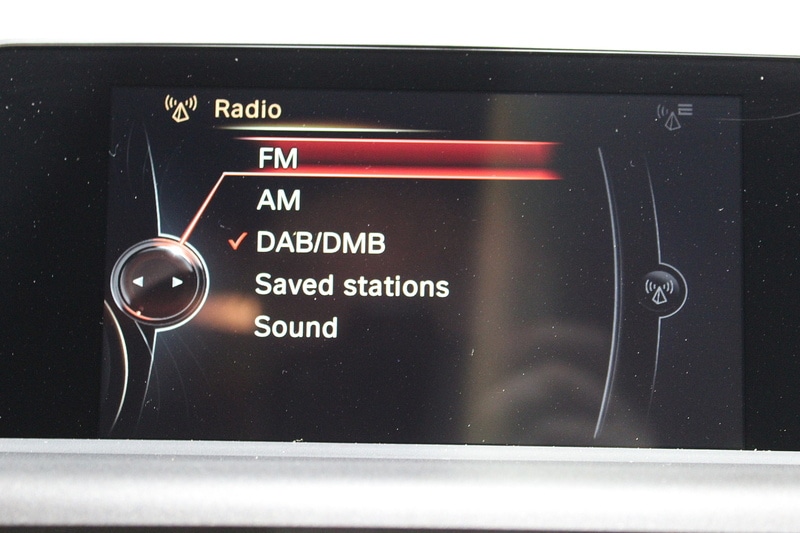 Radio
FM
AM
DAB/DMB
Saved stations
Sound